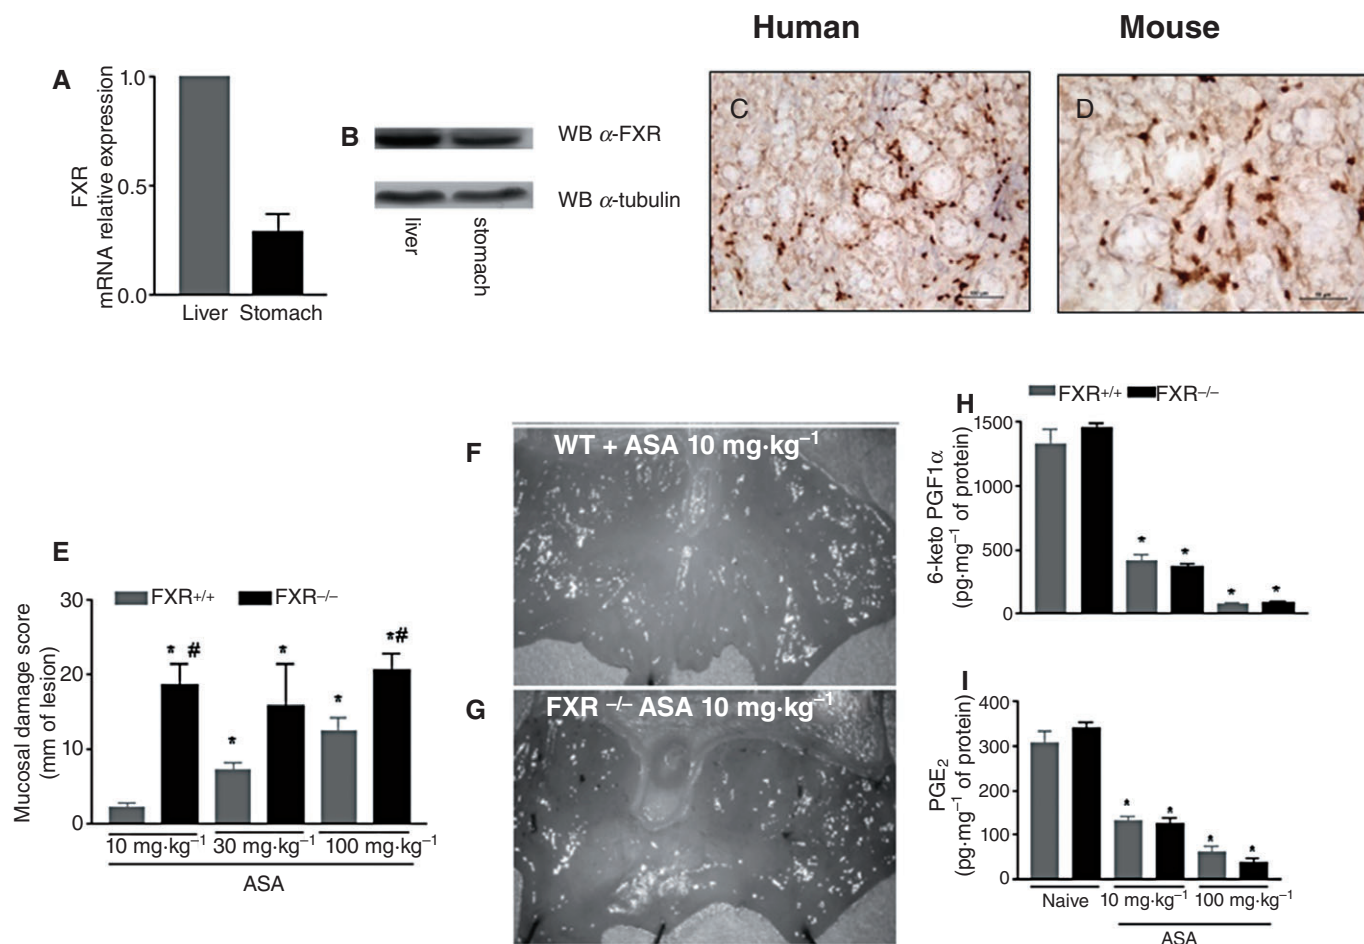 Human
Mouse
A
FXR
mRNA relative expression
1.0
0.5
0.0
Liver
Stomach
B
WB α-FXR
WB α-tubulin
liver
stomach
C
D
E
FXR+/+
FXR−/−
Mucosal damage score
(mm of lesion)
30
20
10
0
* #
*
*
*
*#
10 mg·kg−1
30 mg·kg−1
100 mg·kg−1
ASA
F
WT + ASA 10 mg·kg−1
G
FXR −/− ASA 10 mg·kg−1
H
FXR+/+
FXR−/−
6-keto PGF1α
(pg·mg−1 of protein)
1500
1000
500
0
*
*
*
*
I
PGE2
(pg·mg−1 of protein)
400
300
200
100
0
*
*
*
*
Naive
10 mg·kg−1
100 mg·kg−1
ASA